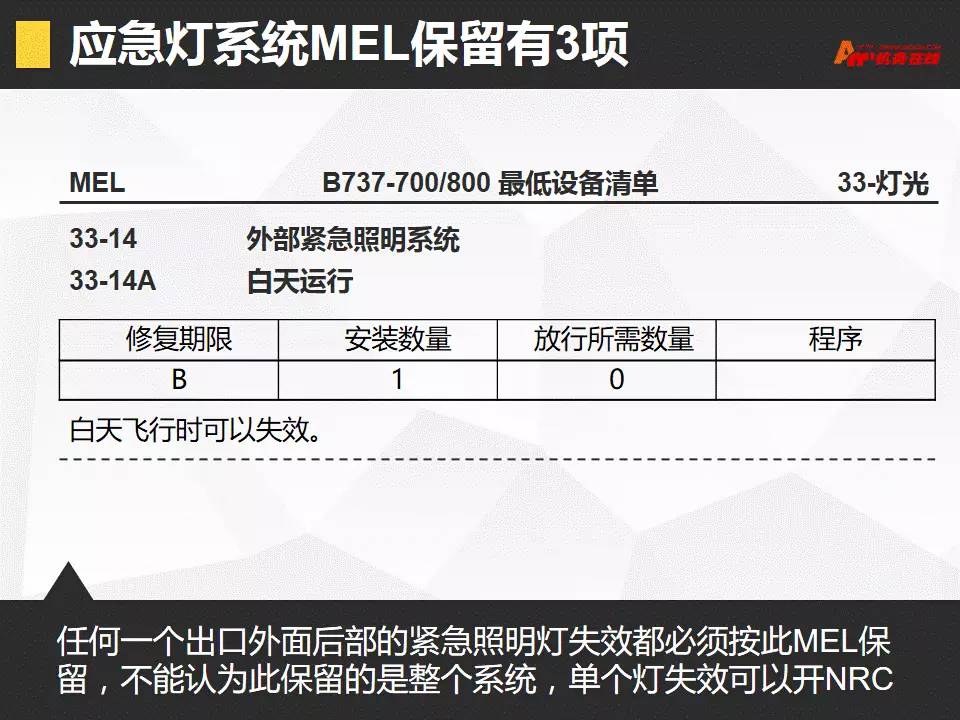 应急灯系统MEL保留有3项
机务在线
MEL B737-700/800 最低设备清单 33-灯光
33-14 外部紧急照明系统
33-14A 白天运行
修复期限 安装数量 放行所需数量 程序
B 1 0
白天飞行时可以失效。
任何一个出口外面后部的紧急照明灯失效都必须按此MEL保
留，不能认为此保留的是整个系统，单个灯失效可以开NRC